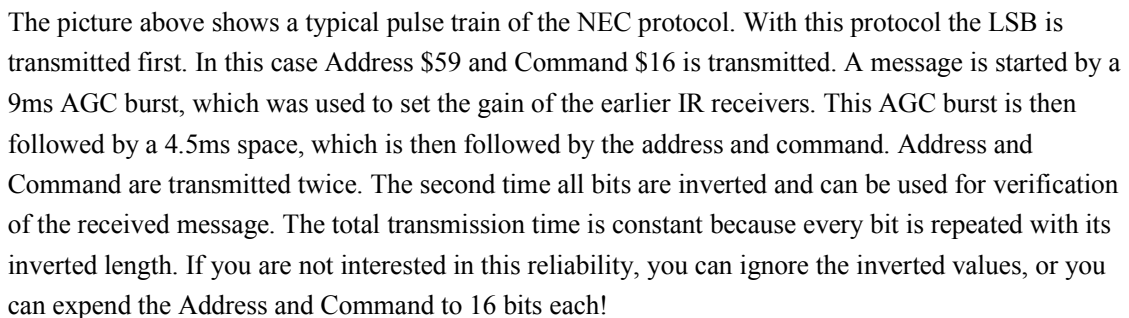 The picture above shows a typical pulse train of the NEC protocol. With this protocol the LSB is
transmitted first. In this case Address $59 and Command $16 is transmitted. A message is started by a
9ms AGC burst, which was used to set the gain of the earlier IR receivers. This AGC burst is then
followed by a 4.5ms space, which is then followed by the address and command. Address and
Command are transmitted twice. The second time all bits are inverted and can be used for verification
of the received message. The total transmission time is constant because every bit is repeated with its
inverted length. If you are not interested in this reliability, you can ignore the inverted values, or you
can expend the Address and Command to 16 bits each!